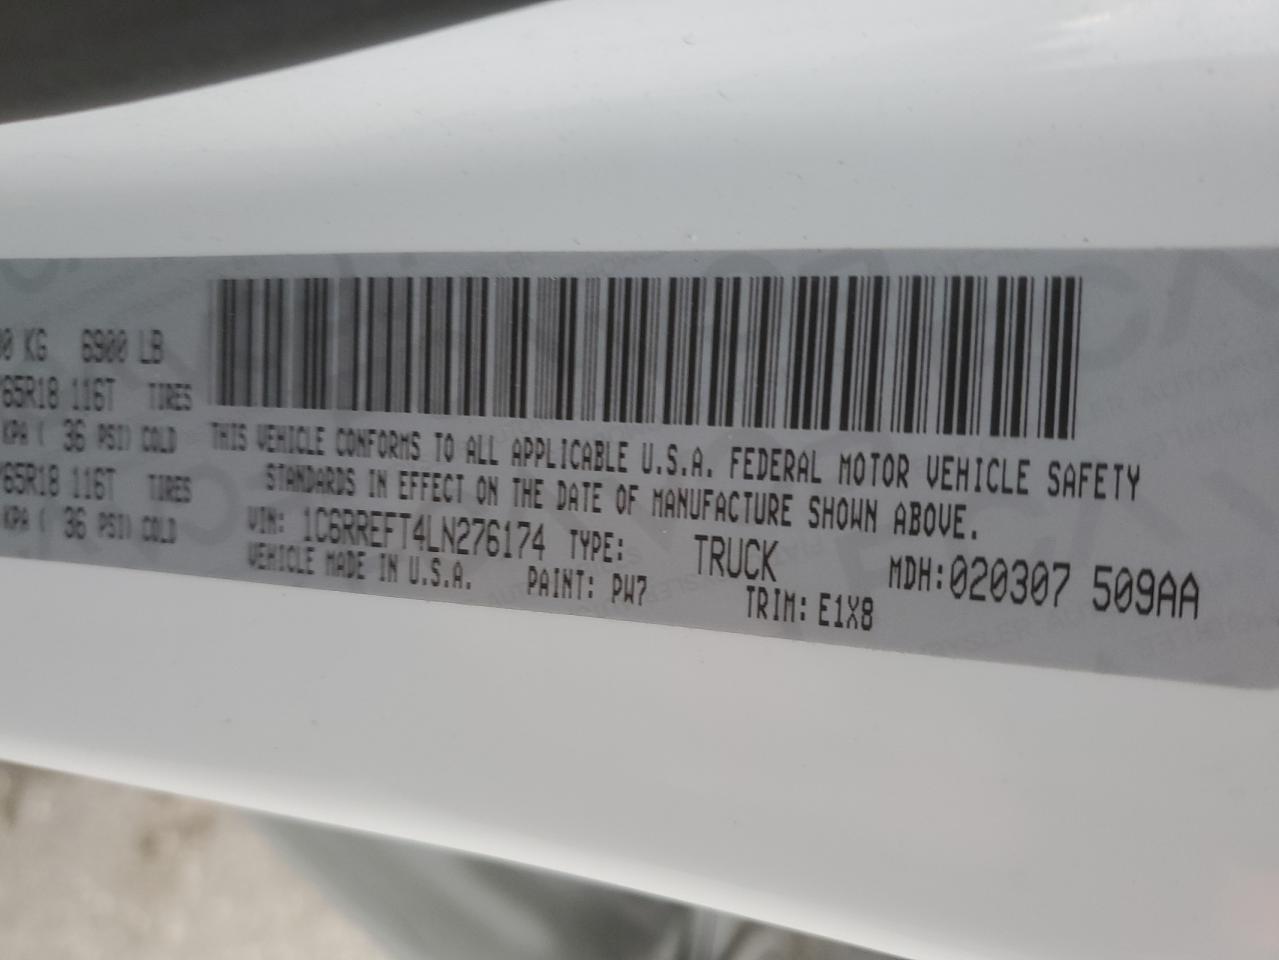 00 KG 6900 LB
65R18 116T TIRES
KPA ( 36 PSI) COLD
65R18 116T TIRES
KPA ( 36 PSI) COLD
THIS VEHICLE CONFORMS TO ALL APPLICABLE U.S.A. FEDERAL MOTOR VEHICLE SAFETY
STANDARDS IN EFFECT ON THE DATE OF MANUFACTURE SHOWN ABOVE.
VIN: 1C6RREFT4LN276174 TYPE: TRUCK MDH:020307 509AA
VEHICLE MADE IN U.S.A. PAINT: PW7 TRIM: E1X8